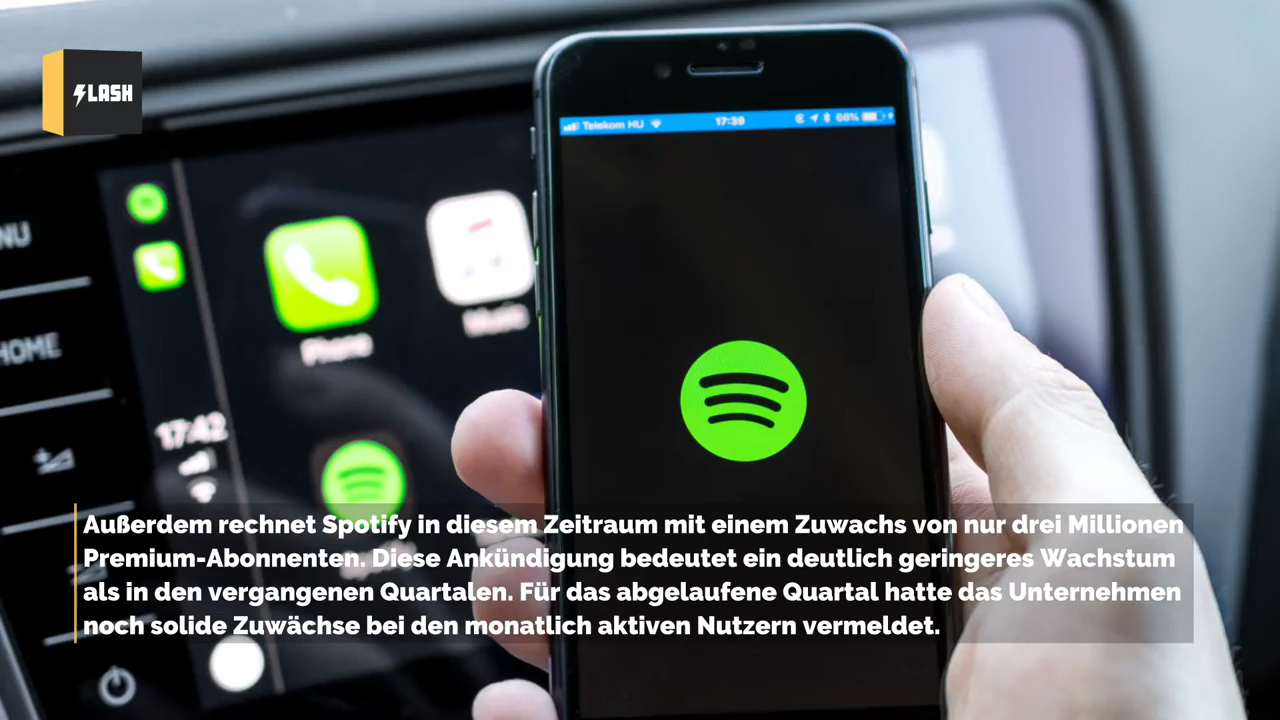 FLASH
Telekom HU
17:39
66%
NU
HOME
Phone
Music
17:42
Außerdem rechnet Spotify in diesem Zeitraum mit einem Zuwachs von nur drei Millionen
Premium-Abonnenten. Diese Ankündigung bedeutet ein deutlich geringeres Wachstum
als in den vergangenen Quartalen. Für das abgelaufene Quartal hatte das Unternehmen
noch solide Zuwächse bei den monatlich aktiven Nutzern vermeldet.